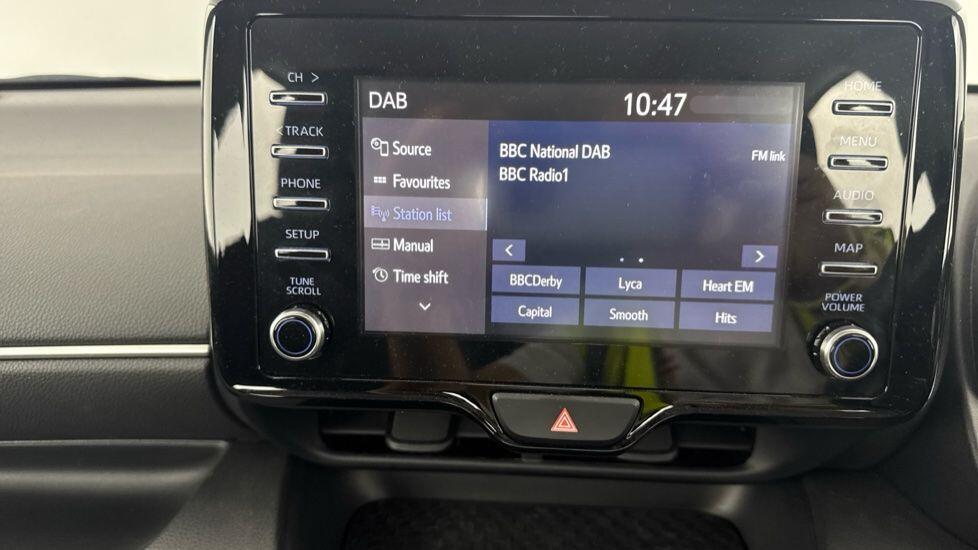 CH >
< TRACK
PHONE
SETUP
TUNE
SCROLL
DAB
10:47
Source
Favourites
Station list
Manual
Time shift
BBC National DAB
BBC Radio1
FM link
<
>
BBCDerby
Lyca
Heart EM
Capital
Smooth
Hits
HOME
MENU
AUDIO
MAP
POWER
VOLUME